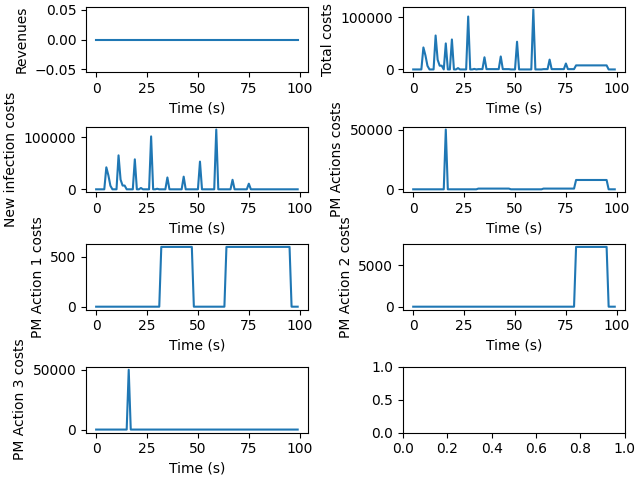 Revenues
0.05
0.00
−0.05
0 25 50 75 100
Time (s)
Total costs
100000
0
0 25 50 75 100
Time (s)
New infection costs
100000
0
0 25 50 75 100
Time (s)
PM Actions costs
50000
0
0 25 50 75 100
Time (s)
PM Action 1 costs
500
0
0 25 50 75 100
Time (s)
PM Action 2 costs
5000
0
0 25 50 75 100
Time (s)
PM Action 3 costs
50000
0
0 25 50 75 100
Time (s)
1.0
0.5
0.0
0.0 0.2 0.4 0.6 0.8 1.0